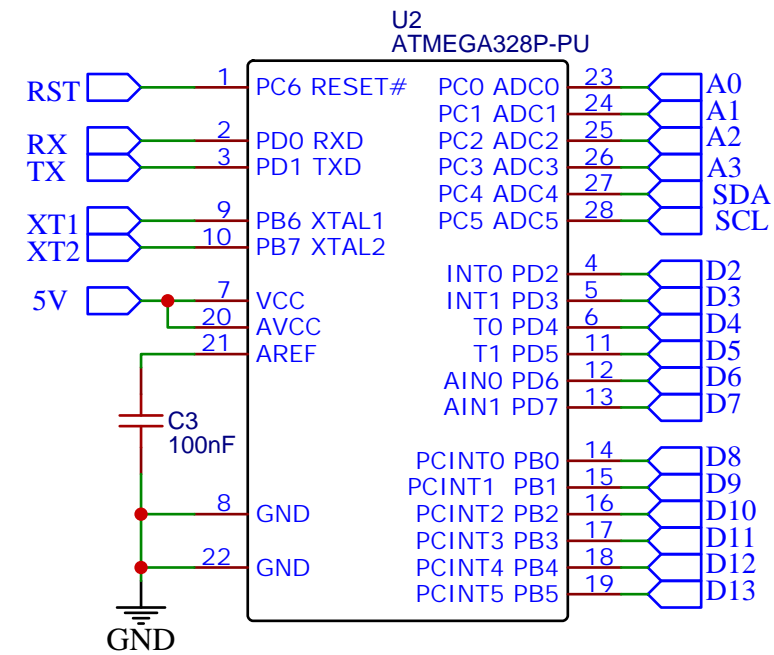 U2
ATMEGA328P-PU
RST 1 PC6 RESET# PC0 ADC0 23 A0
PC1 ADC1 24 A1
RX 2 PD0 RXD PC2 ADC2 25 A2
TX 3 PD1 TXD PC3 ADC3 26 A3
PC4 ADC4 27 SDA
XT1 9 PB6 XTAL1 PC5 ADC5 28 SCL
XT2 10 PB7 XTAL2
INT0 PD2 4 D2
5V 7 VCC INT1 PD3 5 D3
20 AVCC T0 PD4 6 D4
21 AREF T1 PD5 11 D5
AIN0 PD6 12 D6
AIN1 PD7 13 D7
C3
100nF
PCINT0 PB0 14 D8
PCINT1 PB1 15 D9
8 GND PCINT2 PB2 16 D10
PCINT3 PB3 17 D11
22 GND PCINT4 PB4 18 D12
PCINT5 PB5 19 D13
GND